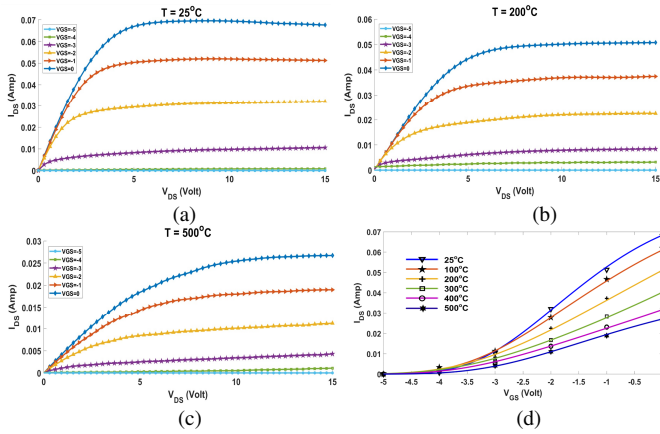 (a)
T = 25°C
VGS=-5
VGS=-4
VGS=-3
VGS=-2
VGS=-1
VGS=0
I_DS (Amp)
0.07
0.06
0.05
0.04
0.03
0.02
0.01
0
0 5 10 15
V_DS (Volt)
(a)
(b)
T = 200°C
VGS=-5
VGS=-4
VGS=-3
VGS=-2
VGS=-1
VGS=0
I_DS (Amp)
0.06
0.05
0.04
0.03
0.02
0.01
0
0 5 10 15
V_DS (Volt)
(b)
(c)
T = 500°C
VGS=-5
VGS=-4
VGS=-3
VGS=-2
VGS=-1
VGS=0
I_DS (Amp)
0.03
0.025
0.02
0.015
0.01
0.005
0
0 5 10 15
V_DS (Volt)
(c)
25°C
100°C
200°C
300°C
400°C
500°C
I_DS (Amp)
0.07
0.06
0.05
0.04
0.03
0.02
0.01
0
-5 -4.5 -4 -3.5 -3 -2.5 -2 -1.5 -1 -0.5
V_GS (Volt)
(d)